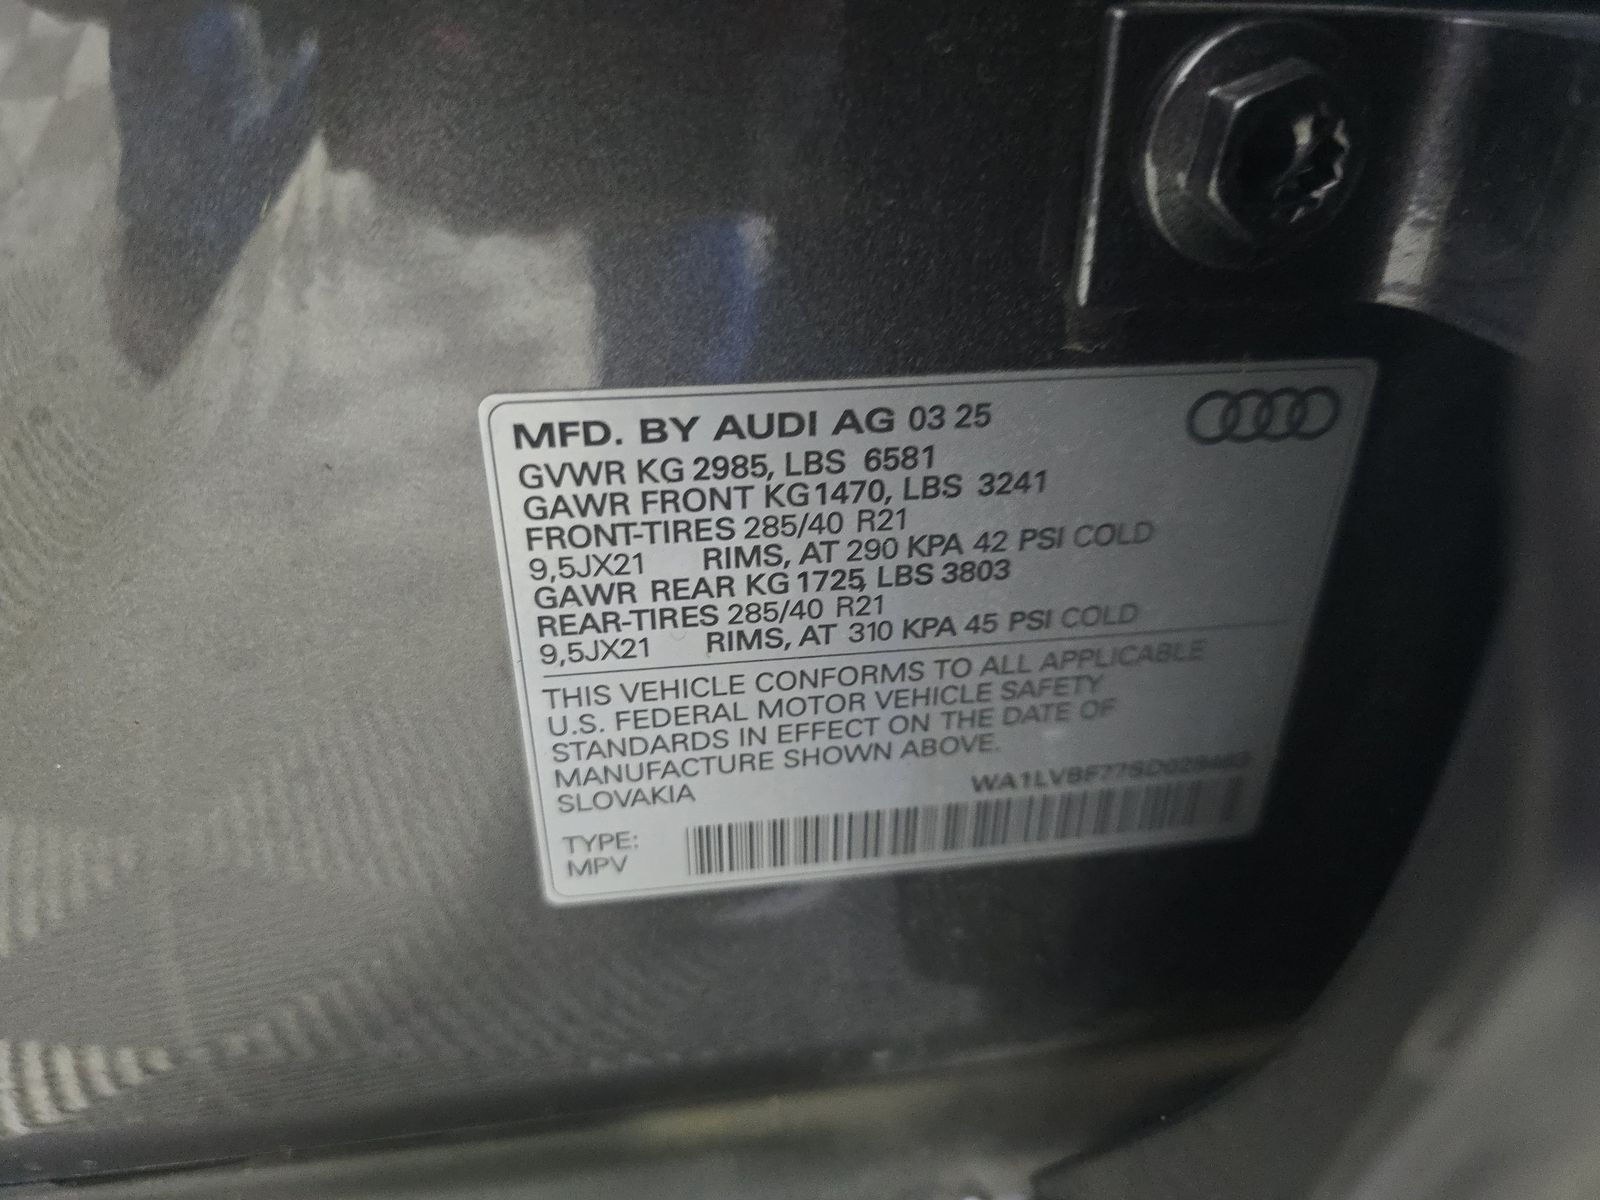 MFD. BY AUDI AG 03 25
GVWR KG 2985, LBS 6581
GAWR FRONT KG 1470, LBS 3241
FRONT-TIRES 285/40 R21
9,5JX21 RIMS, AT 290 KPA 42 PSI COLD
GAWR REAR KG 1725, LBS 3803
REAR-TIRES 285/40 R21
9,5JX21 RIMS, AT 310 KPA 45 PSI COLD
THIS VEHICLE CONFORMS TO ALL APPLICABLE
U.S. FEDERAL MOTOR VEHICLE SAFETY
STANDARDS IN EFFECT ON THE DATE OF
MANUFACTURE SHOWN ABOVE.
SLOVAKIA
TYPE:
MPV